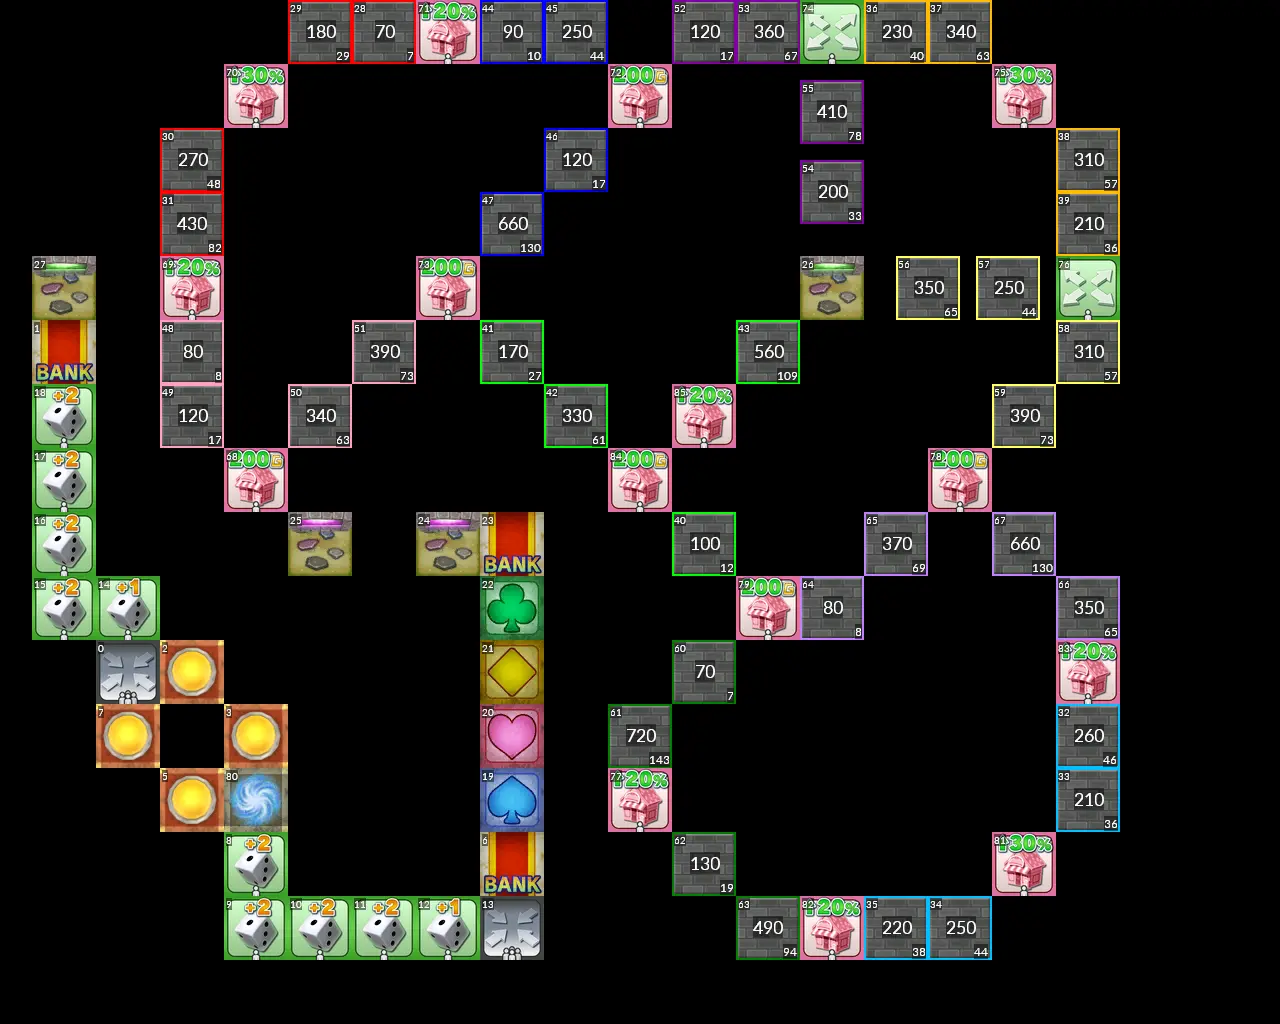 29 180 29 28 70 7 71 ↑20% 44 90 10 45 250 44 52 120 17 53 360 67 74 36 230 40 37 340 63
70 ↑30% 72 200G 55 410 78 75 ↑30%
30 270 48 46 120 17 38 310 57
54 200 33
31 430 82 47 660 130 39 210 36
27 69 ↑20% 73 200G 26 56 350 65 57 250 44 76
1 BANK 48 80 8 51 390 73 41 170 27 43 560 109 58 310 57
18 +2 49 120 17 50 340 63 42 330 61 85 ↑20% 59 390 73
17 +2 68 200G 84 200G 78 200G
16 +2 25 24 23 BANK 40 100 12 65 370 69 67 660 130
15 +2 14 +1 22 79 200G 64 80 8 66 350 65
0 2 21 60 70 7 83 ↑20%
7 3 20 61 720 143 32 260 46
5 80 19 77 ↑20% 33 210 36
8 +2 6 BANK 62 130 19 81 ↑30%
9 +2 10 +2 11 +2 12 +1 13 63 490 94 82 ↑20% 35 220 38 34 250 44